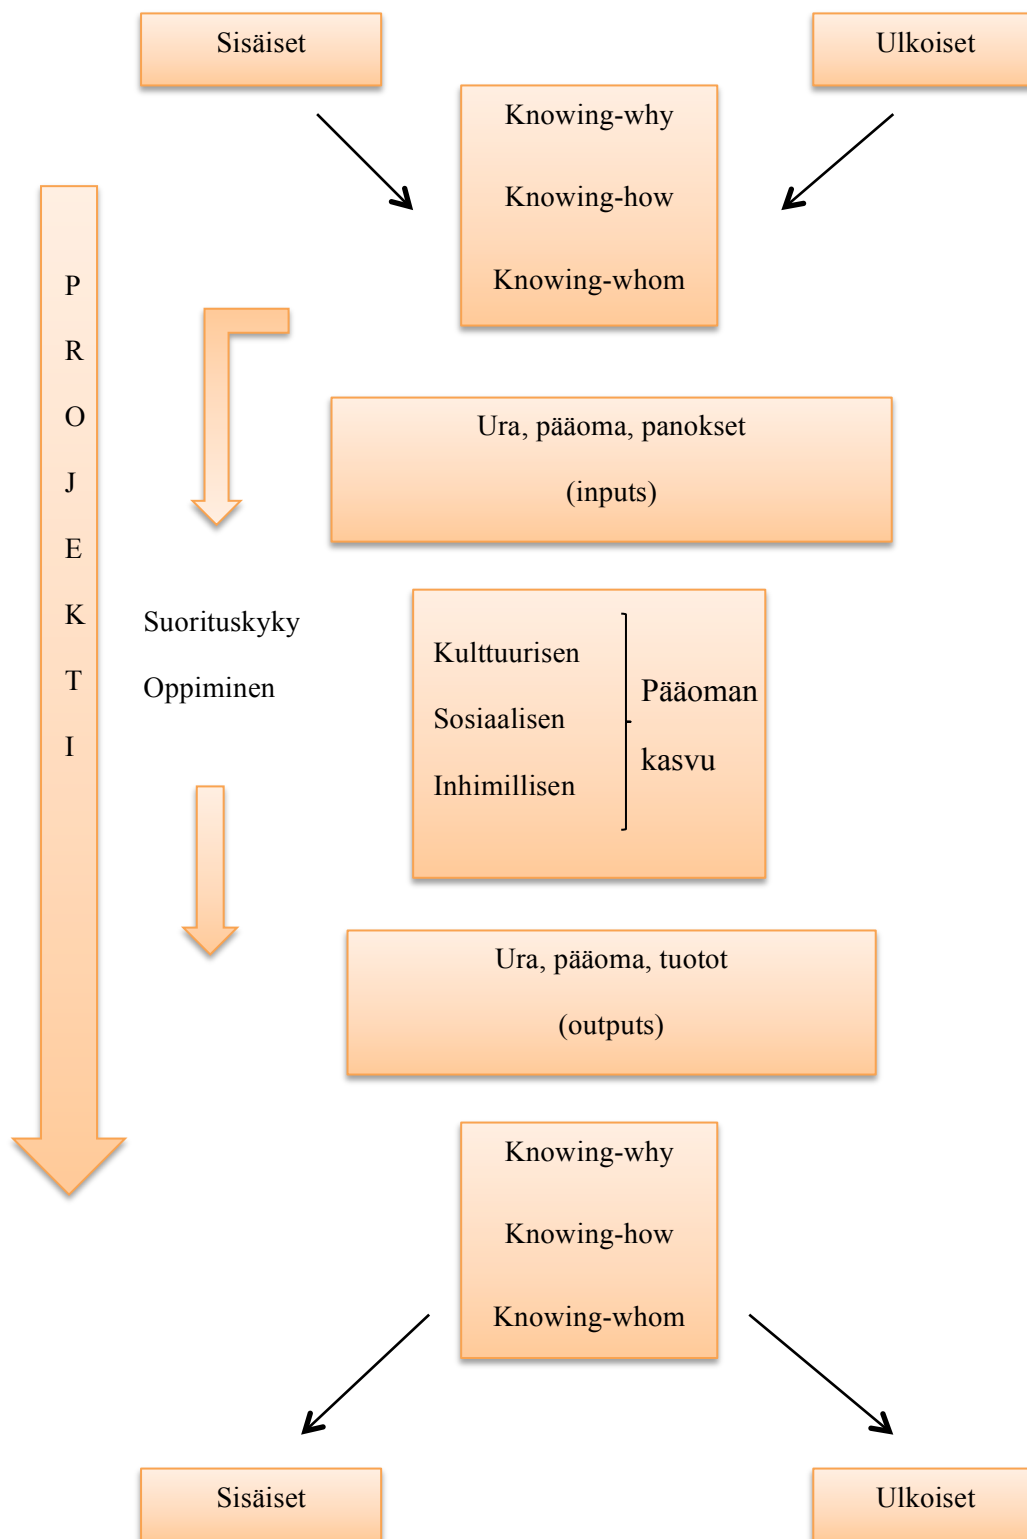 Sisäiset
Ulkoiset
Knowing-why
Knowing-how
Knowing-whom
P
R
O
J
E
K
T
I
Ura, pääoma, panokset
(inputs)
Suorituskyky
Oppiminen
Kulttuurisen
Sosiaalisen
Inhimillisen
Pääoman
kasvu
Ura, pääoma, tuotot
(outputs)
Knowing-why
Knowing-how
Knowing-whom
Sisäiset
Ulkoiset